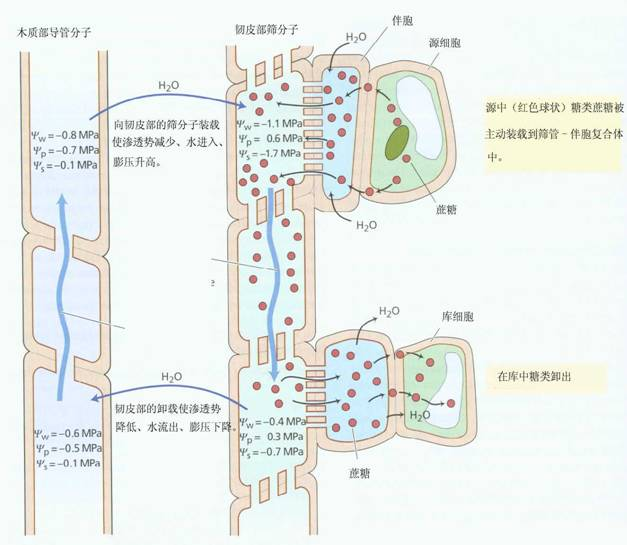 木质部导管分子
韧皮部筛分子
伴胞
源细胞
H₂O
H₂O
Ψw=-0.8 MPa
Ψp=-0.7 MPa
Ψs=-0.1 MPa
向韧皮部的筛分子装载
使渗透势减少、水进入、
膨压升高。
Ψw=-1.1 MPa
Ψp= 0.6 MPa
Ψs=-1.7 MPa
源中（红色球状）糖类蔗糖被
主动装载到筛管-伴胞复合体
中。
蔗糖
H₂O
H₂O
库细胞
H₂O
韧皮部的卸载使渗透势
降低、水流出、膨压下降。
在库中糖类卸出
H₂O
Ψw=-0.6 MPa
Ψp=-0.5 MPa
Ψs=-0.1 MPa
Ψw=-0.4 MPa
Ψp= 0.3 MPa
Ψs=-0.7 MPa
蔗糖